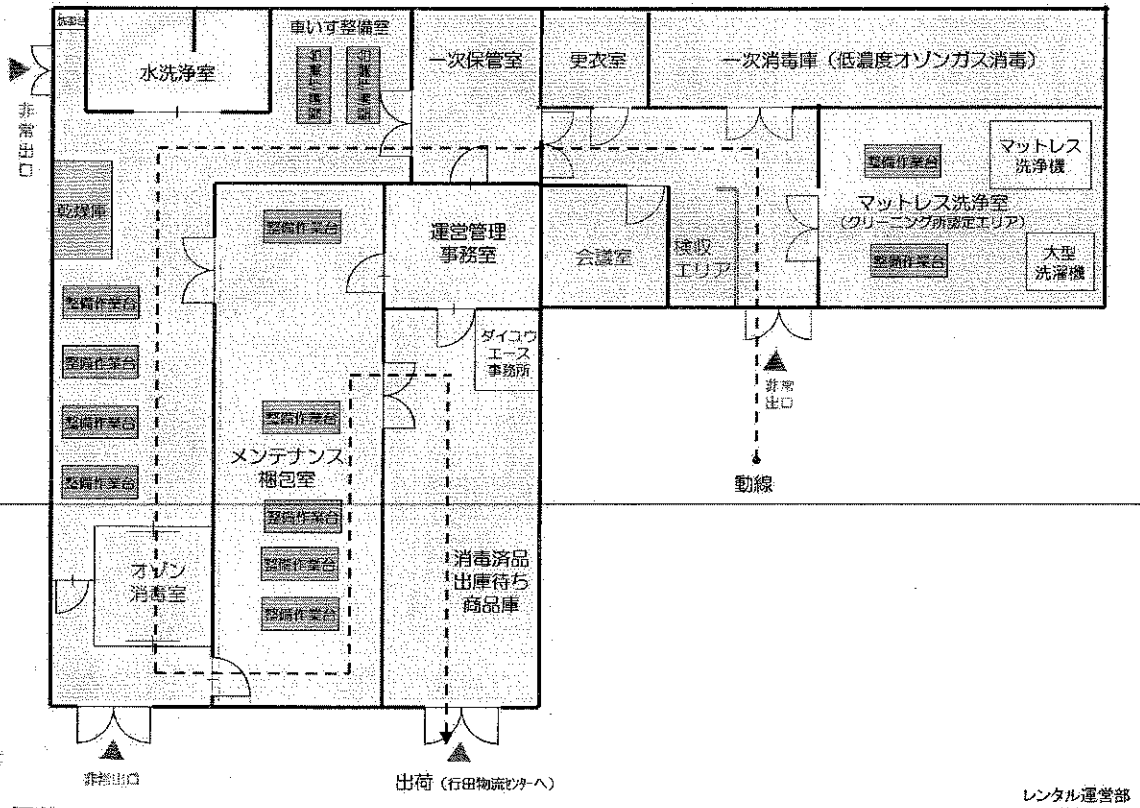 水洗浄室
車いす整備室
一次保管室
更衣室
一次消毒庫（低濃度オゾンガス消毒）
非常出口
整備作業台
マットレス
洗浄機
マットレス洗浄室
(クリーニング所認定エリア)
整備作業台
大型
洗濯機
乾燥庫
整備作業台
運営管理
事務室
会議室
検収
エリア
整備作業台
整備作業台
整備作業台
整備作業台
ダイコウ
エース
事務所
非常
出口
整備作業台
メンテナンス
梱包室
動線
整備作業台
整備作業台
整備作業台
オゾン
消毒室
消毒済品
出庫待ち
商品庫
非常出口
出荷（行田物流センターへ）
レンタル運営部